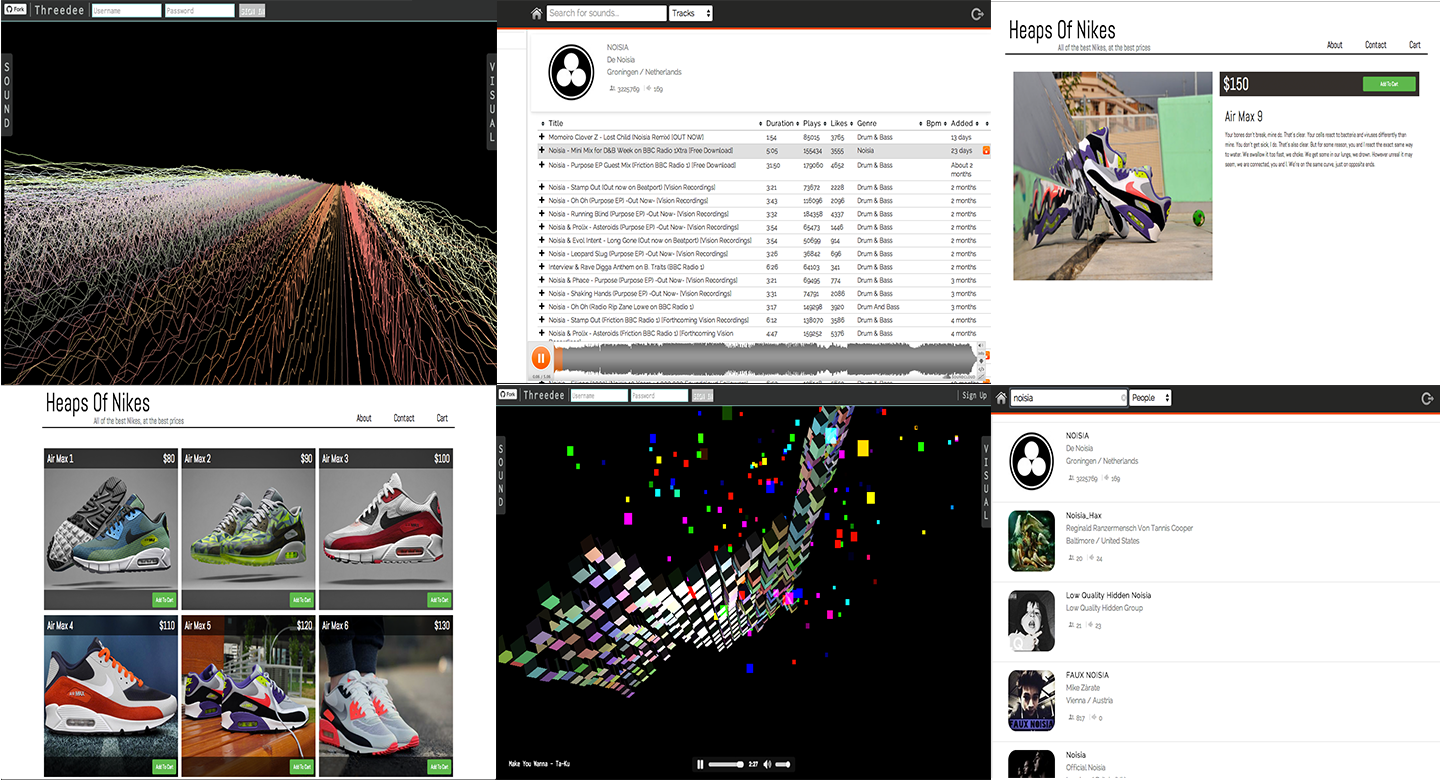 Fork Threedee Username Password sign in
SOUND
VISUAL
Search for sounds... Tracks
NOISIA
De Noisia
Groningen / Netherlands
3225769 169
Title Duration Plays Likes Genre Bpm Added
Momoiro Clover Z - Lost Child (Noisia Remix) [OUT NOW] 1:54 85015 3765 Drum & Bass 13 days
Noisia - Mini Mix for D&B Week on BBC Radio 1Xtra [Free Download] 5:05 155434 3555 Noisia 23 days
Noisia - Purpose EP Guest Mix (Friction BBC Radio 1) [Free Download] 31:50 179060 4652 Drum & Bass About 2 months
Noisia - Stamp Out (Out now on Beatport) [Vision Recordings] 3:21 73672 2228 Drum & Bass 2 months
Noisia - Oh Oh (Purpose EP) -Out Now- [Vision Recordings] 3:43 116096 2096 Drum & Bass 2 months
Noisia - Running Blind (Purpose EP) -Out Now- [Vision Recordings] 3:32 184358 4337 Drum & Bass 2 months
Noisia & Prolix - Asteroids (Purpose EP) -Out Now- [Vision Recordings] 3:54 65473 1446 Drum & Bass 2 months
Noisia & Evol Intent - Long Gone (Out now on Beatport) [Vision Recordings] 3:54 50699 914 Drum & Bass 2 months
Noisia - Leopard Slug (Purpose EP) -Out Now- [Vision Recordings] 3:26 36842 696 Drum & Bass 2 months
Interview & Rave Digga Anthem on B. Traits (BBC Radio 1) 6:26 64103 341 Drum & Bass 2 months
Noisia & Phace - Purpose (Purpose EP) -Out Now- [Vision Recordings] 3:21 69495 774 Drum & Bass 3 months
Noisia - Shaking Hands (Purpose EP) -Out Now- [Vision Recordings] 3:31 74791 2086 Drum & Bass 3 months
Noisia - Oh Oh (Radio Rip Zane Lowe on BBC Radio 1) 3:17 149298 3920 Drum And Bass 3 months
Noisia - Stamp Out (Friction BBC Radio 1) [Forthcoming Vision Recordings] 6:12 138070 3586 Drum & Bass 4 months
Noisia & Prolix - Asteroids (Friction BBC Radio 1) [Forthcoming Vision 4:47 159252 5376 Drum & Bass 4 months
Heaps Of Nikes
All of the best Nikes, at the best prices
About Contact Cart
$150 Add To Cart
Air Max 9
Your bones don't break, mine do. That's clear. Your cells react to bacteria and viruses differently than
mine. You don't get sick, I do. That's also clear. But for some reason, you and I react the exact same way
to water. We swallow it too fast, we choke. We get some in our lungs, we drown. However unreal it may
seem, we are connected, you and I. We're on the same curve, just on opposite ends.
Heaps Of Nikes
All of the best Nikes, at the best prices
About Contact Cart
Air Max 1 $80
Air Max 2 $90
Air Max 3 $100
Add To Cart
Add To Cart
Add To Cart
Air Max 4 $110
Air Max 5 $120
Air Max 6 $130
AIR MAX
Add To Cart
Add To Cart
Add To Cart
Fork Threedee Username Password sign in Sign Up
SOUND
VISUAL
Make You Wanna - Ta-Ku 2:27
noisia People
NOISIA
De Noisia
Groningen / Netherlands
3225769 169
Noisia_Hax
Reginald Ranzermensch Von Tannis Cooper
Baltimore / United States
20 24
Low Quality Hidden Noisia
Low Quality Hidden Group
21 23
FAUX NOISIA
Mike Zárate
Vienna / Austria
817 0
FAUX NOISIA
Noisia
Official Noisia